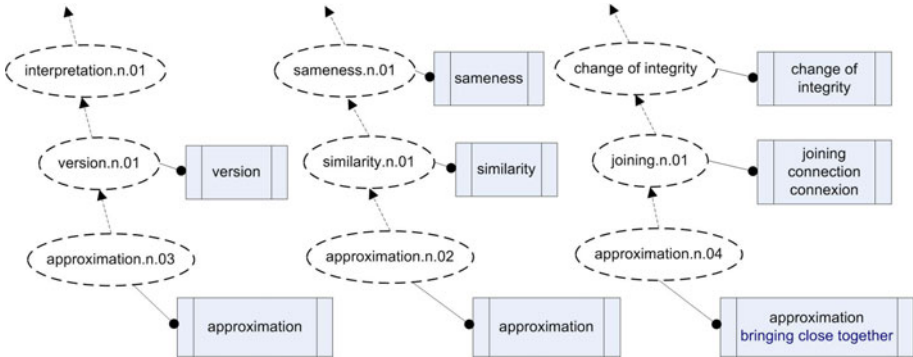 interpretation.n.01
sameness.n.01
sameness
change of integrity
change of
integrity
version.n.01
version
similarity.n.01
similarity
joining.n.01
joining
connection
connexion
approximation.n.03
approximation.n.02
approximation.n.04
approximation
approximation
approximation
bringing close together